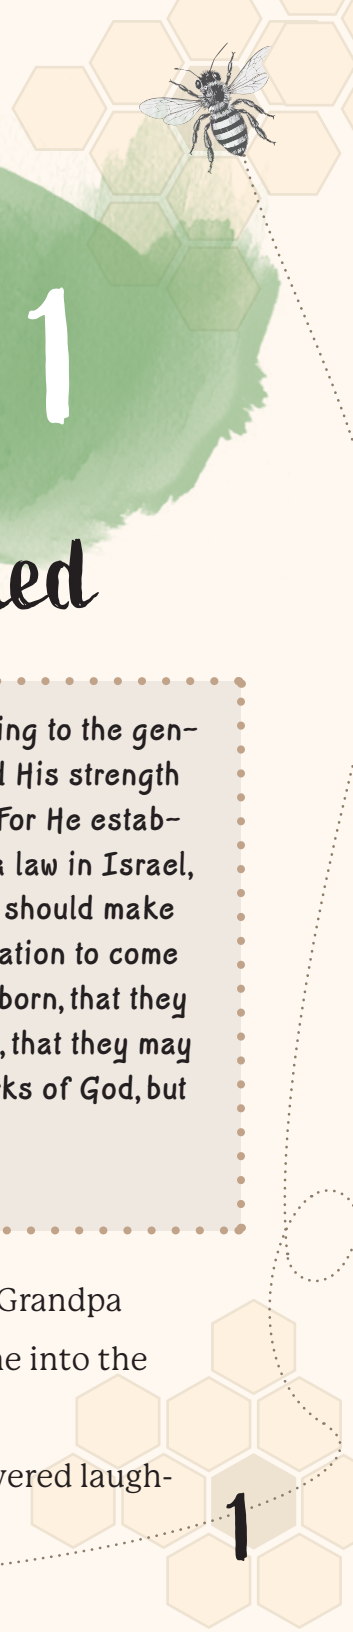 1
ed
ing to the gen-
His strength
For He estab-
a law in Israel,
should make
ation to come
born, that they
, that they may
ks of God, but
Grandpa
e into the
vered laugh-
1